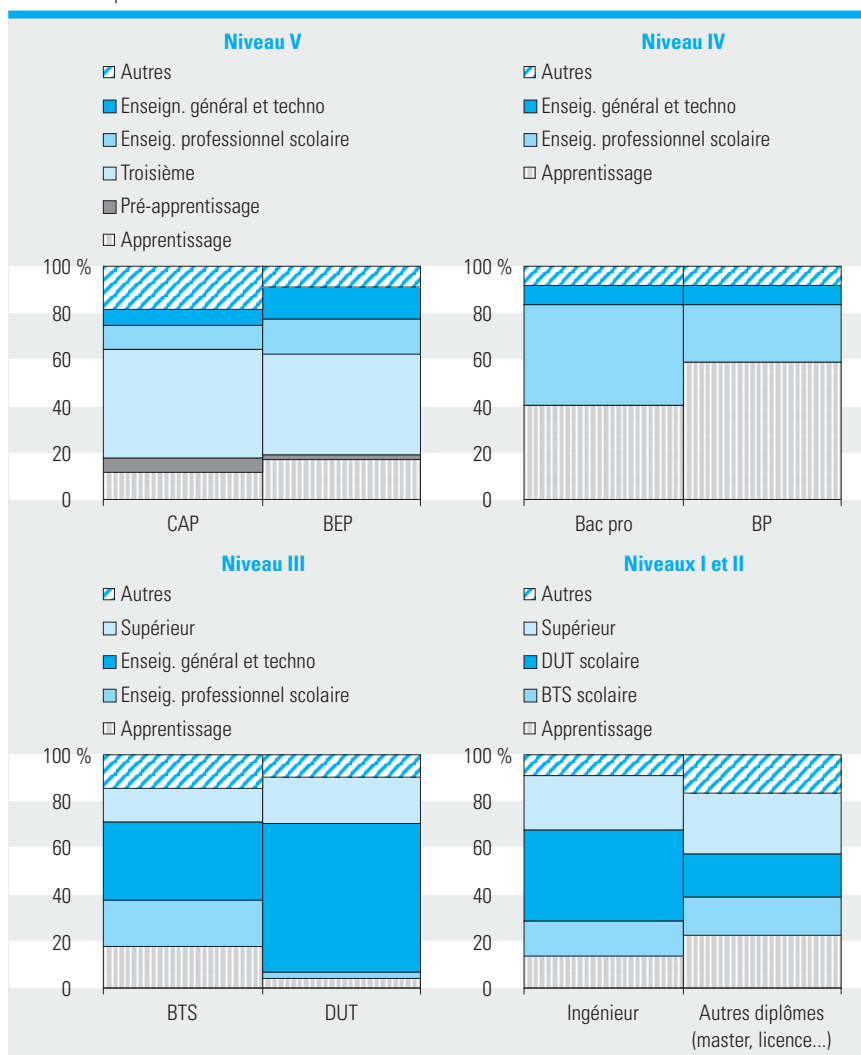 Niveau V
Autres
Enseign. général et techno
Enseig. professionnel scolaire
Troisième
Pré-apprentissage
Apprentissage
100 %
80
60
40
20
0
CAP
BEP
Niveau IV
Autres
Enseig. général et techno
Enseig. professionnel scolaire
Apprentissage
100 %
80
60
40
20
0
Bac pro
BP
Niveau III
Autres
Supérieur
Enseig. général et techno
Enseig. professionnel scolaire
Apprentissage
100 %
80
60
40
20
0
BTS
DUT
Niveaux I et II
Autres
Supérieur
DUT scolaire
BTS scolaire
Apprentissage
100 %
80
60
40
20
0
Ingénieur
Autres diplômes
(master, licence...)